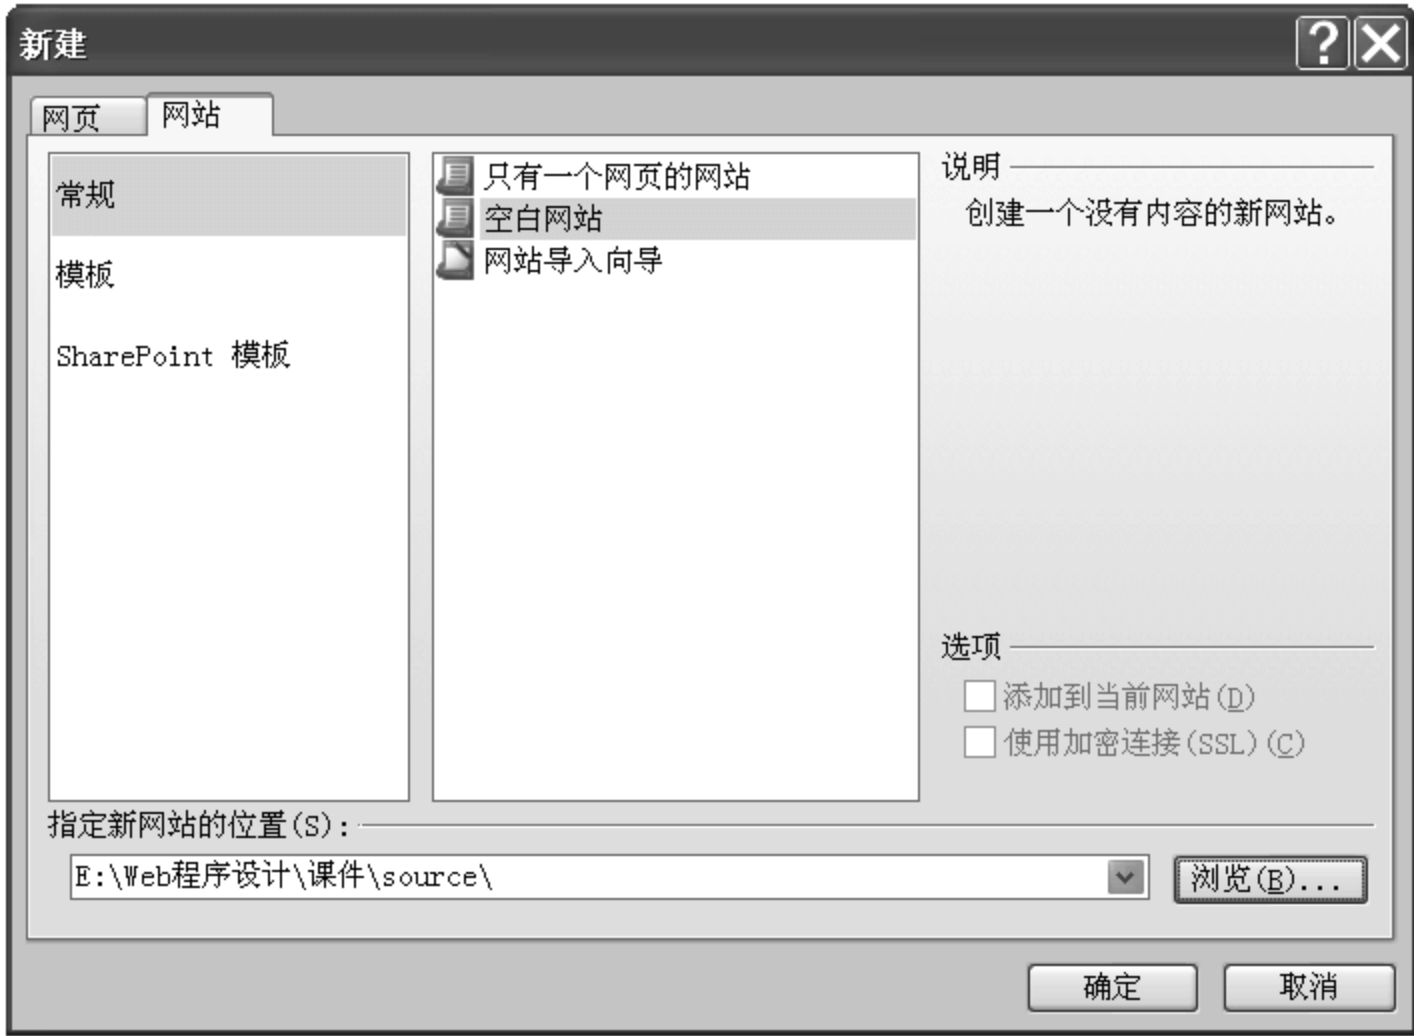 新建
网页
网站
常规
模板
SharePoint 模板
只有一个网页的网站
空白网站
网站导入向导
说明
创建一个没有内容的新网站。
选项
添加到当前网站(D)
使用加密连接(SSL)(C)
指定新网站的位置(S):
E:\Web程序设计\课件\source\
浏览(B)...
确定
取消